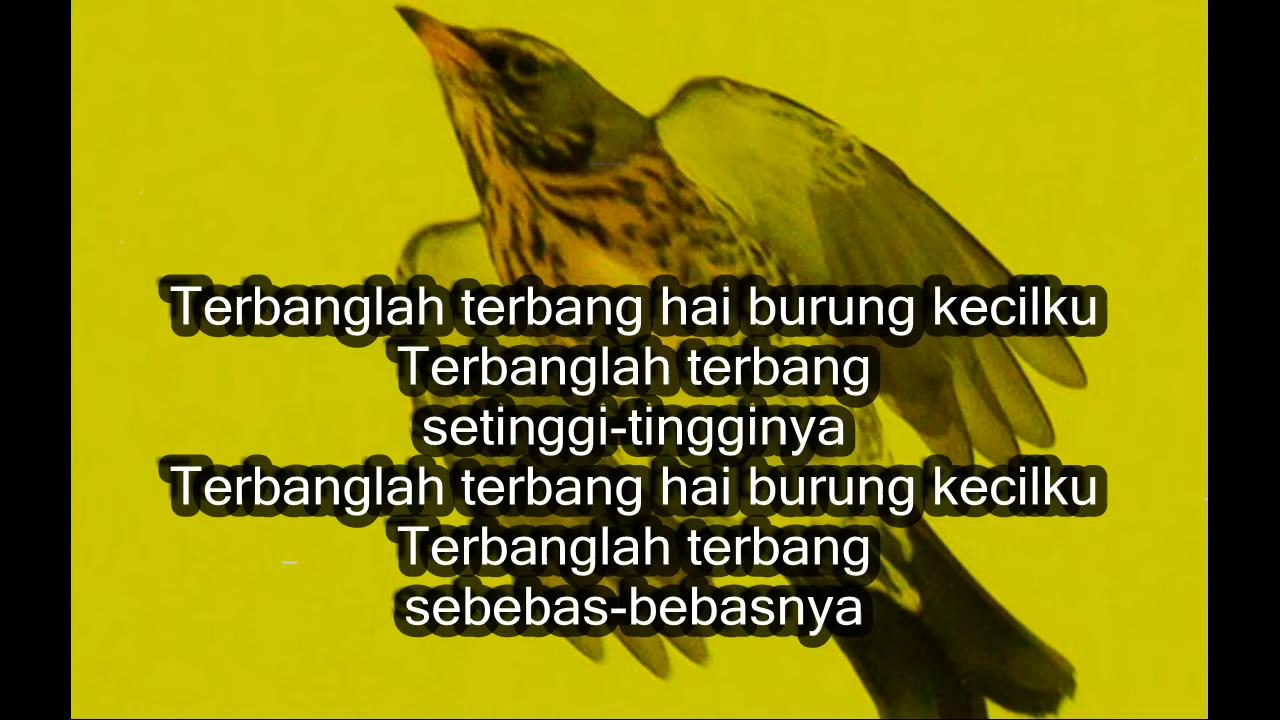 Terbanglah terbang hai burung kecilku
Terbanglah terbang
setinggi-tingginya
Terbanglah terbang hai burung kecilku
Terbanglah terbang
sebebas-bebasnya